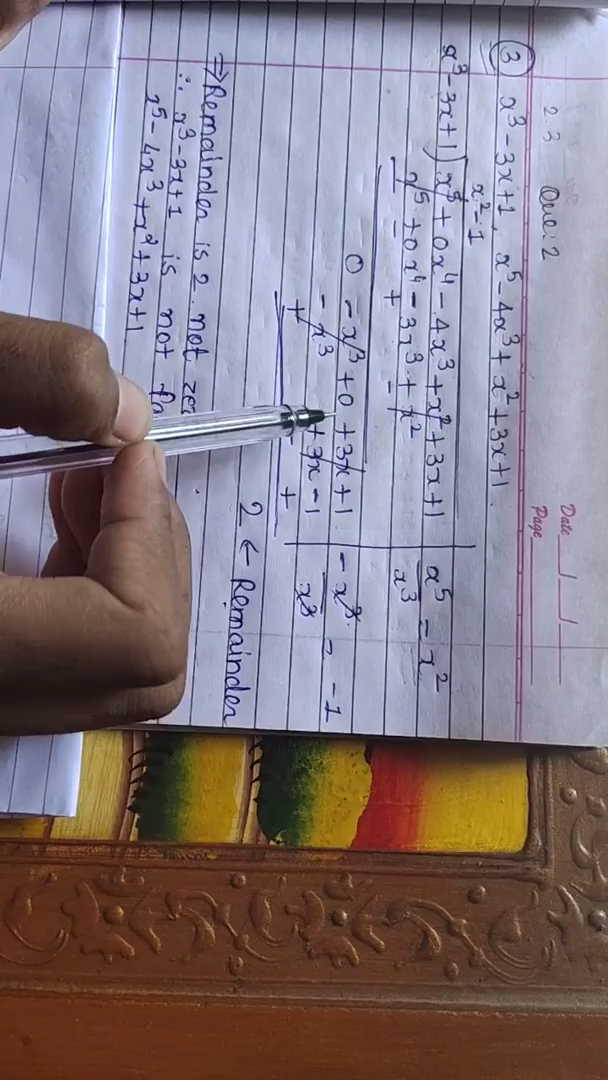 Date
Page
2.3 Que:2
③ x³-3x+1, x⁵-4x³+x²+3x+1.
x²-1
x³-3x+1) x⁵+0x⁴-4x³+x²+3x+1
x⁵+0x⁴-3x³+x²
- - + -
x⁵/x³ = x²
0 -x³+0+3x+1
-x³ +3x-1
+ +
-x³/x³ = -1
2 ← Remainder
⇒Remainder is 2. not
∴ x³-3x+1 is not
x⁵-4x³+x²+3x+1